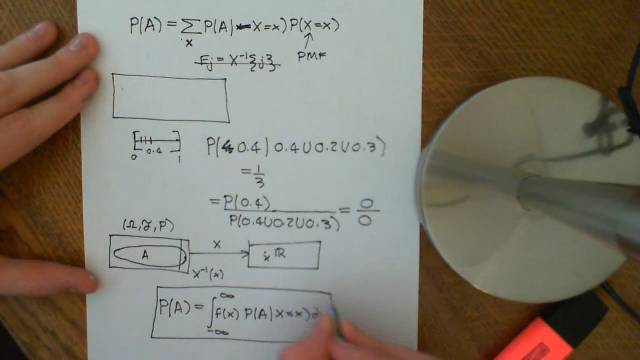 P(A) = Σ P(A| X=x)P(X=x)
x
PMF
Fj = X⁻¹{j}
[ ]
0 0.4 1
P(0.4| 0.4∪0.2∪0.3)
= 1/3
= P(0.4) / P(0.4∪0.2∪0.3) = 0/0
(Ω, F, P)
A X x ℝ
X⁻¹(x)
P(A) = ∫_{-∞}^{∞} f(x) P(A|X=x)